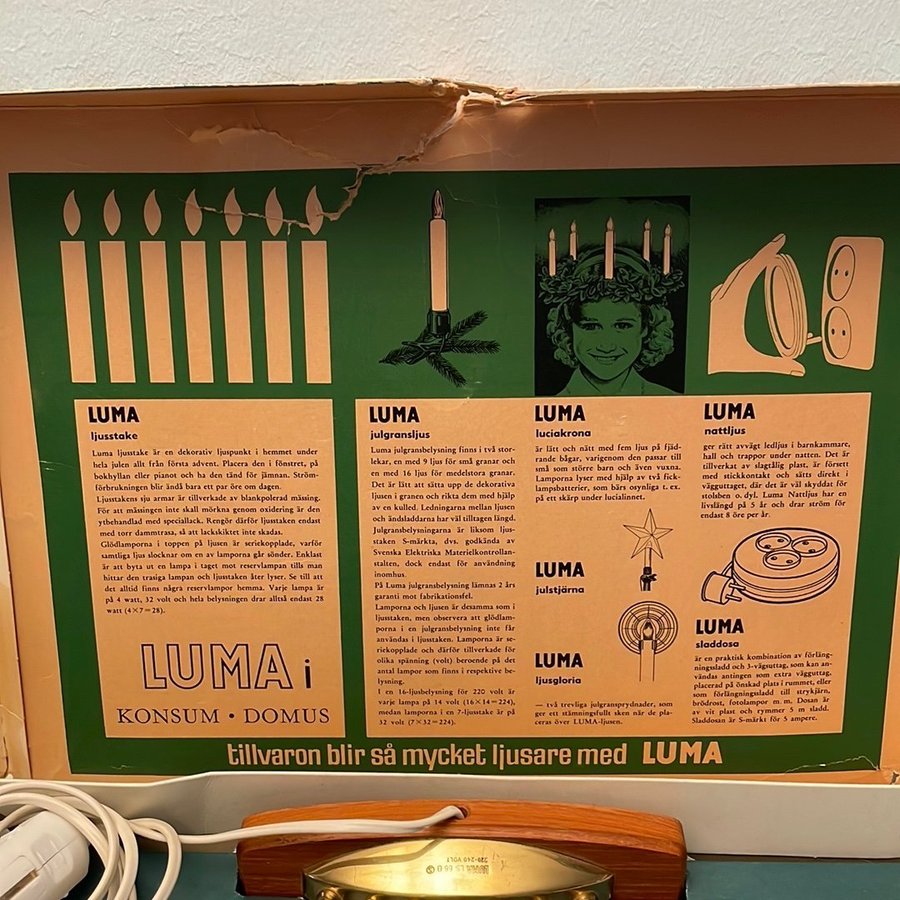 LUMA
ljusstake
Luma ljusstake är en dekorativ ljuspunkt i hemmet under
hela julen allt från första advent. Placera den i fönstret, på
bokhyllan eller pianot och ha den tänd för jämnan. Ström-
förbrukningen blir ändå bara ett par öre om dagen.
Ljusstakens sju armar är tillverkade av blankpolerad mässing.
För att mässingen inte skall mörkna genom oxidering är den
ytbehandlad med speciallack. Rengör därför ljusstaken endast
med torr dammtrasa, så att lackskiktet inte skadas.
Glödlamporna i toppen på ljusen är seriekopplade, varför
samtliga ljus slocknar om en av lamporna går sönder. Enklast
är att byta ut en lampa i taget mot reservlampan tills man
hittar den trasiga lampan och ljusstaken åter lyser. Se till att
det alltid finns några reservlampor hemma. Varje lampa är
på 4 watt, 32 volt och hela belysningen drar alltså endast 28
watt (4×7=28).
LUMA i
KONSUM • DOMUS
LUMA
julgransljus
Luma julgransbelysning finns i två stor-
lekar, en med 9 ljus för små granar och
en med 16 ljus för medelstora granar.
Det är lätt att sätta upp de dekorativa
ljusen i granen och rikta dem med hjälp
av en kulled. Ledningarna mellan ljusen
och ändsladdarna har väl tilltagen längd.
Julgransbelysningarna är liksom ljus-
staken S-märkta, dvs. godkända av
Svenska Elektriska Materielkontrollan-
stalten, dock endast för användning
inomhus.
På Luma julgransbelysning lämnas 2 års
garanti mot fabrikationsfel.
Lamporna och ljusen är desamma som i
ljusstaken, men observera att glödlam-
porna i en julgransbelysning inte får
användas i ljusstaken. Lamporna är se-
riekopplade och därför tillverkade för
olika spänning (volt) beroende på det
antal lampor som finns i respektive be-
lysning.
I en 16-ljusbelysning för 220 volt är
varje lampa på 14 volt (16×14=224),
medan lamporna i en 7-ljusstake är på
32 volt (7×32=224).
LUMA
luciakrona
är lätt och nätt med fem ljus på fjäd-
rande bågar, varigenom den passar till
små som större barn och även vuxna.
Lamporna lyser med hjälp av två fick-
lampsbatterier, som bärs osynliga t. ex.
på ett skärp under lucialinnet.
LUMA
julstjärna
LUMA
ljusgloria
— två trevliga julgransprydnader, som
ger ett stämningsfullt sken när de pla-
ceras över LUMA-ljusen.
LUMA
nattljus
ger rätt avvägt ledljus i barnkammare,
hall och trappor under natten. Det är
tillverkat av slagtålig plast, är försett
med stickkontakt och sätts direkt i
vägguttaget, där det är väl skyddat för
stolsben o. dyl. Luma Nattljus har en
livslängd på 5 år och drar ström för
endast 8 öre per år.
LUMA
sladdosa
är en praktisk kombination av förläng-
ningssladd och 3-vägsuttag, som kan an-
vändas antingen som extra vägguttag,
placerad på önskad plats i rummet, eller
som förlängningssladd till strykjärn,
brödrost, fotolampor m. m. Dosan är
av vit plast och rymmer 5 m sladd.
Sladdosan är S-märkt för 5 ampere.
tillvaron blir så mycket ljusare med LUMA
220-240 VOLT
LUMA LS 65 Ⓢ